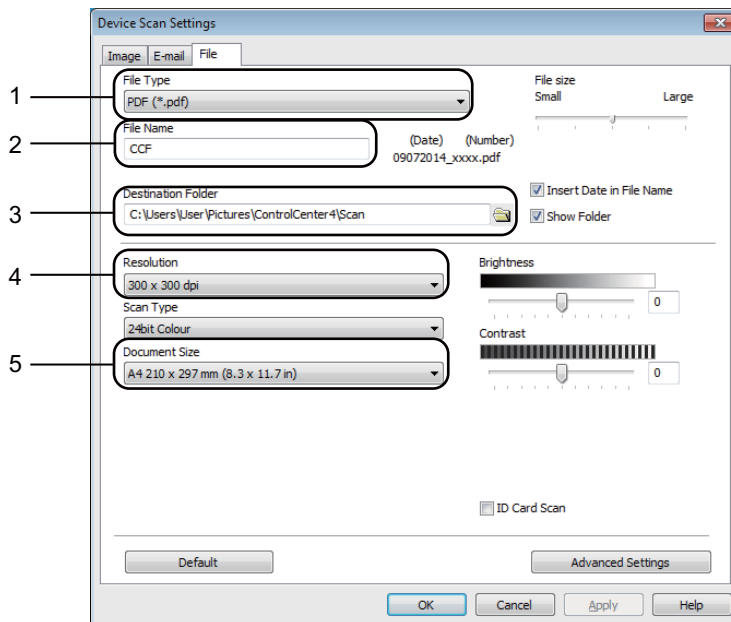 Device Scan Settings
Image E-mail File
1
File Type
PDF (*.pdf)
File size
Small Large
2
File Name
CCF
(Date) (Number)
09072014_xxxx.pdf
3
Destination Folder
C:\Users\User\Pictures\ControlCenter4\Scan
Insert Date in File Name
Show Folder
4
Resolution
300 x 300 dpi
Brightness
0
Scan Type
24bit Colour
Contrast
0
5
Document Size
A4 210 x 297 mm (8.3 x 11.7 in)
ID Card Scan
Default Advanced Settings
OK Cancel Apply Help